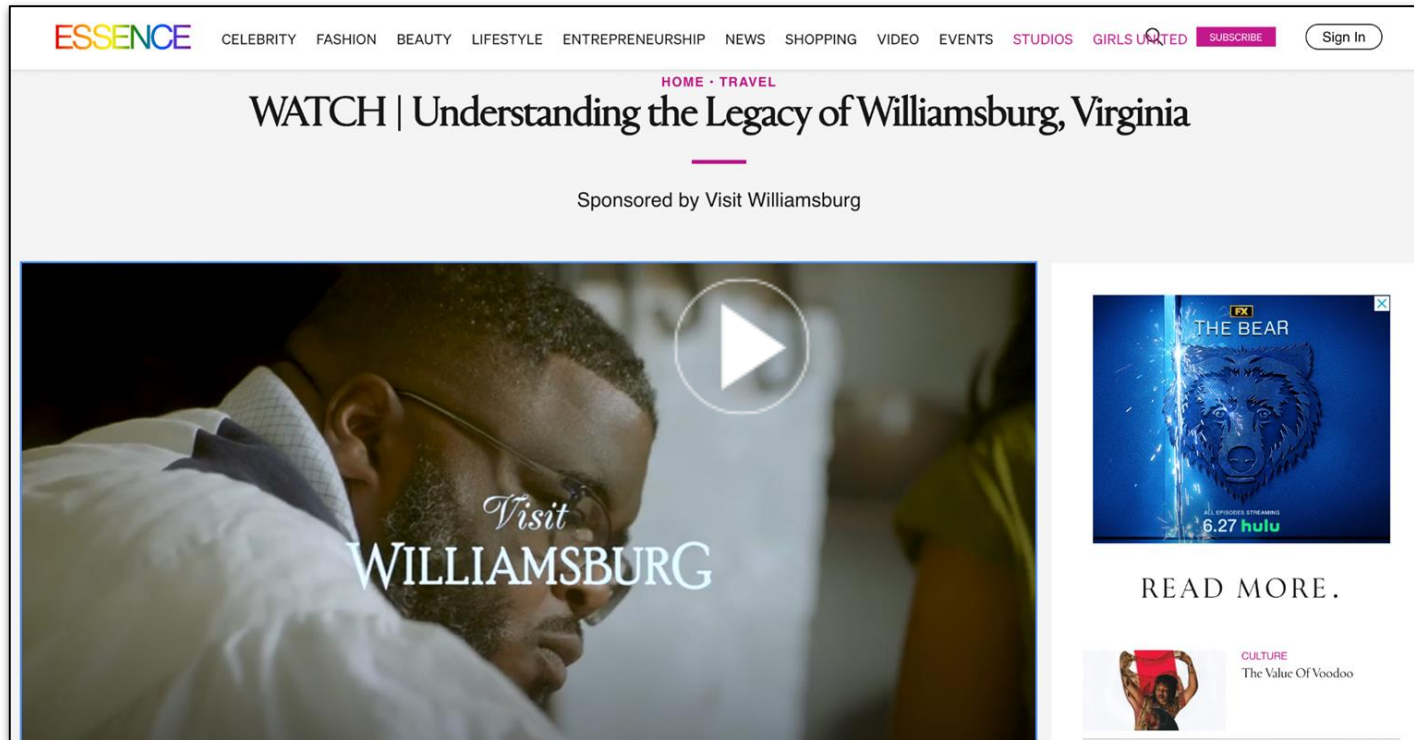 ESSENCE CELEBRITY FASHION BEAUTY LIFESTYLE ENTREPRENEURSHIP NEWS SHOPPING VIDEO EVENTS STUDIOS GIRLS UNITED SUBSCRIBE Sign In
HOME • TRAVEL
WATCH | Understanding the Legacy of Williamsburg, Virginia
Sponsored by Visit Williamsburg
Visit
WILLIAMSBURG
FX
THE BEAR
ALL EPISODES STREAMING
6.27 hulu
READ MORE.
CULTURE
The Value Of Voodoo